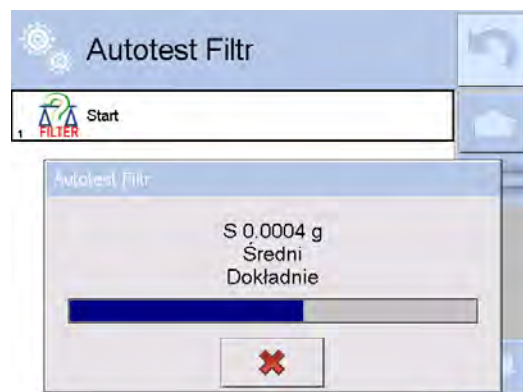 Autotest Filtr
1 FILTER Start
Autotest Filtr
S 0.0004 g
Średni
Dokładnie